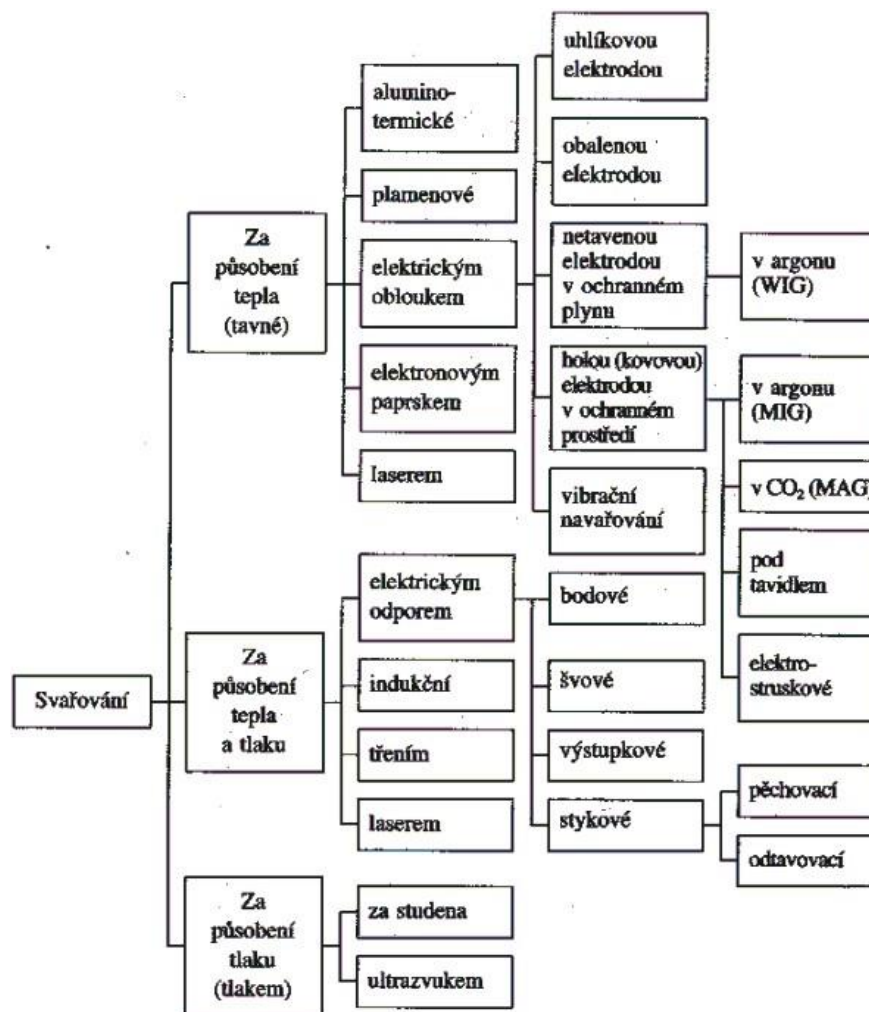 Svařování
Za
působení
tepla
(tavné)
alumino-
termické
plamenové
elektrickým
obloukem
uhlíkovou
elektrodou
obalenou
elektrodou
netavenou
elektrodou
v ochranném
plynu
v argonu
(WIG)
holou (kovovou)
elektrodou
v ochranném
prostředí
v argonu
(MIG)
v CO₂ (MAG)
pod
tavidlem
elektro-
struskové
vibrační
navařování
elektronovým
paprskem
laserem
Za
působení
tepla
a tlaku
elektrickým
odporem
bodové
švové
výstupkové
stykové
pěchovací
odtavovací
indukční
třením
laserem
Za
působení
tlaku
(tlakem)
za studena
ultrazvukem